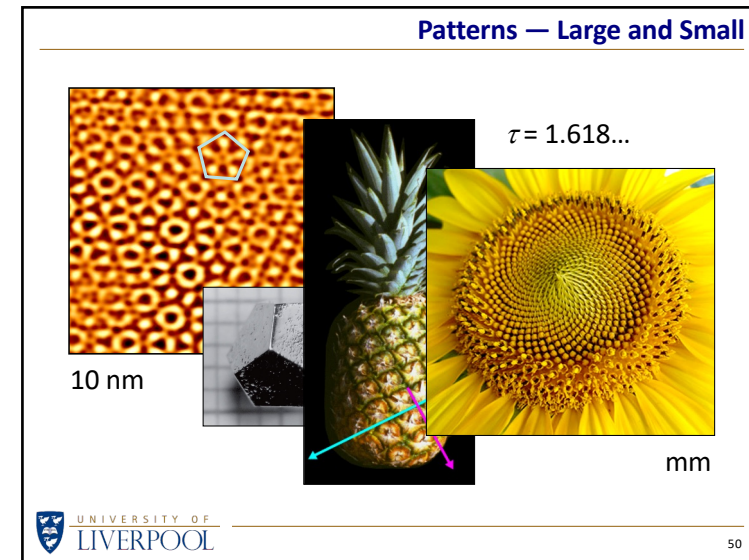 Patterns — Large and Small
τ = 1.618...
10 nm
mm
UNIVERSITY OF
LIVERPOOL
50